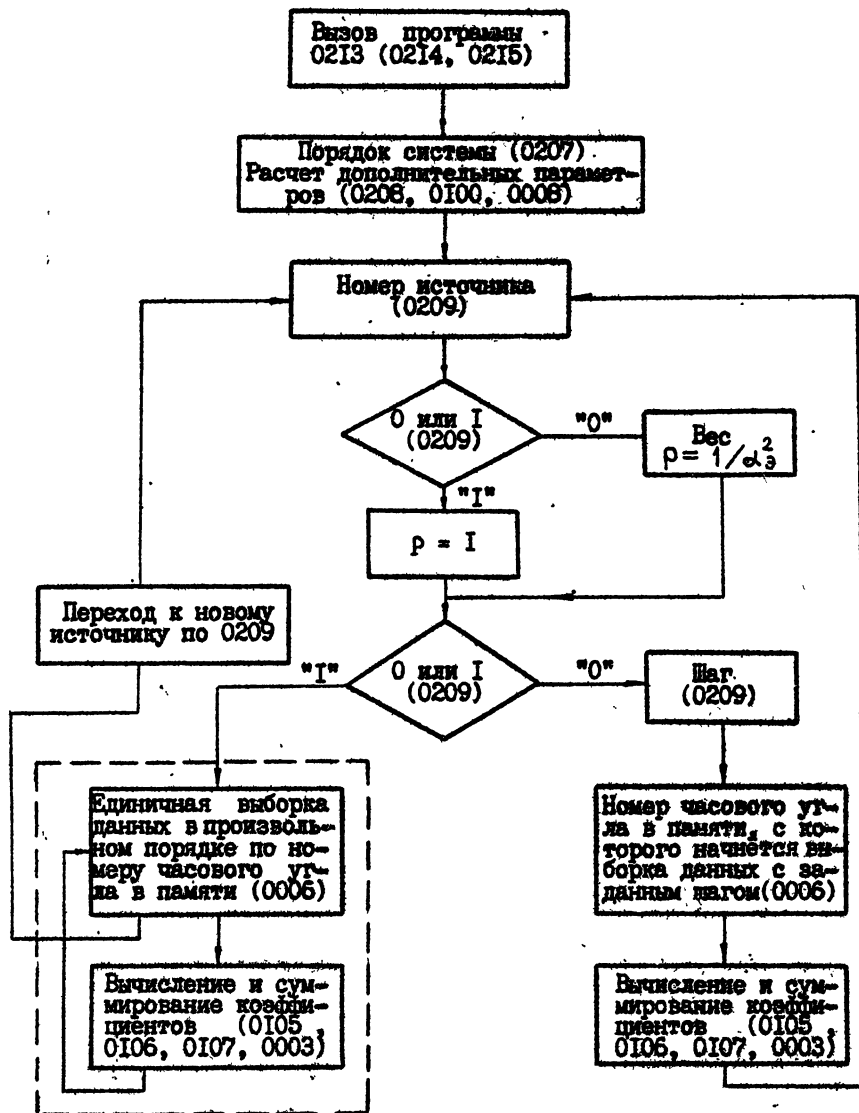 Вызов программы
0213 (0214, 0215)
Порядок системы (0207)
Расчет дополнительных парамет-
ров (0208, 0100, 0008)
Номер источника
(0209)
0 или I
(0209)
"0"
Вес
p = 1/α²э
"I"
p = I
Переход к новому
источнику по 0209
0 или I
(0209)
"I"
"0"
Шаг
(0209)
Единичная выборка
данных в произволь-
ном порядке по но-
меру часового уг-
ла в памяти (0006)
Номер часового уг-
ла в памяти, с ко-
торого начнется вы-
борка данных с за-
данным шагом(0006)
Вычисление и сум-
мирование коэффи-
циентов (0105,
0106, 0107, 0003)
Вычисление и сум-
мирование коэффи-
циентов (0105,
0106, 0107, 0003)